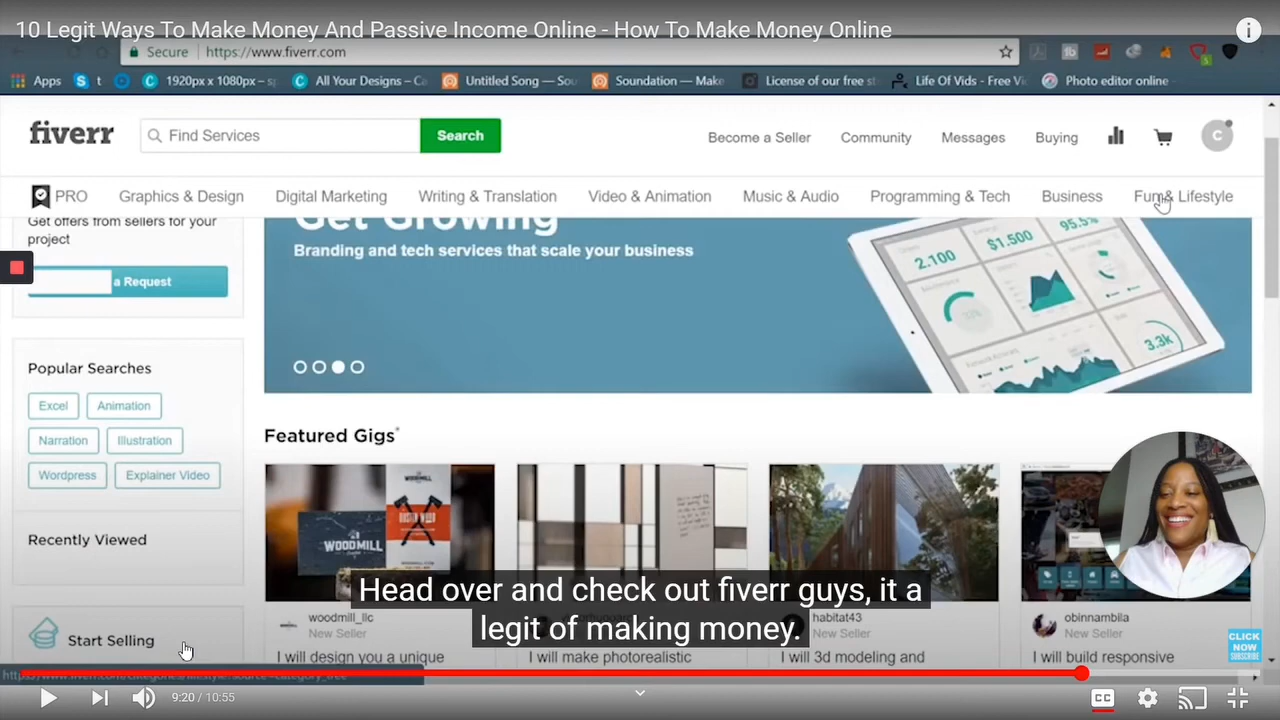 10 Legit Ways To Make Money And Passive Income Online - How To Make Money Online
Secure https://www.fiverr.com
Apps t 1920px x 1080px – sp All Your Designs – Ca Untitled Song — Sou Soundation — Make License of our free st Life Of Vids - Free Vi Photo editor online
fiverr Find Services Search Become a Seller Community Messages Buying C
PRO Graphics & Design Digital Marketing Writing & Translation Video & Animation Music & Audio Programming & Tech Business Fun & Lifestyle
Get offers from sellers for your
project
a Request
Get Growing
Branding and tech services that scale your business
2.100 $1.500 95.5%
3.3k
Popular Searches
Excel Animation
Narration Illustration
Wordpress Explainer Video
Recently Viewed
Start Selling
Featured Gigs
WOODMILL
WOODMILL
woodmill_llc
New Seller
I will design you a unique
I will make photorealistic
habitat43
New Seller
I will 3d modeling and
obinnambila
New Seller
I will build responsive
Head over and check out fiverr guys, it a
legit of making money.
CLICK
NOW
SUBSCRIBE
9:20 / 10:55
CC